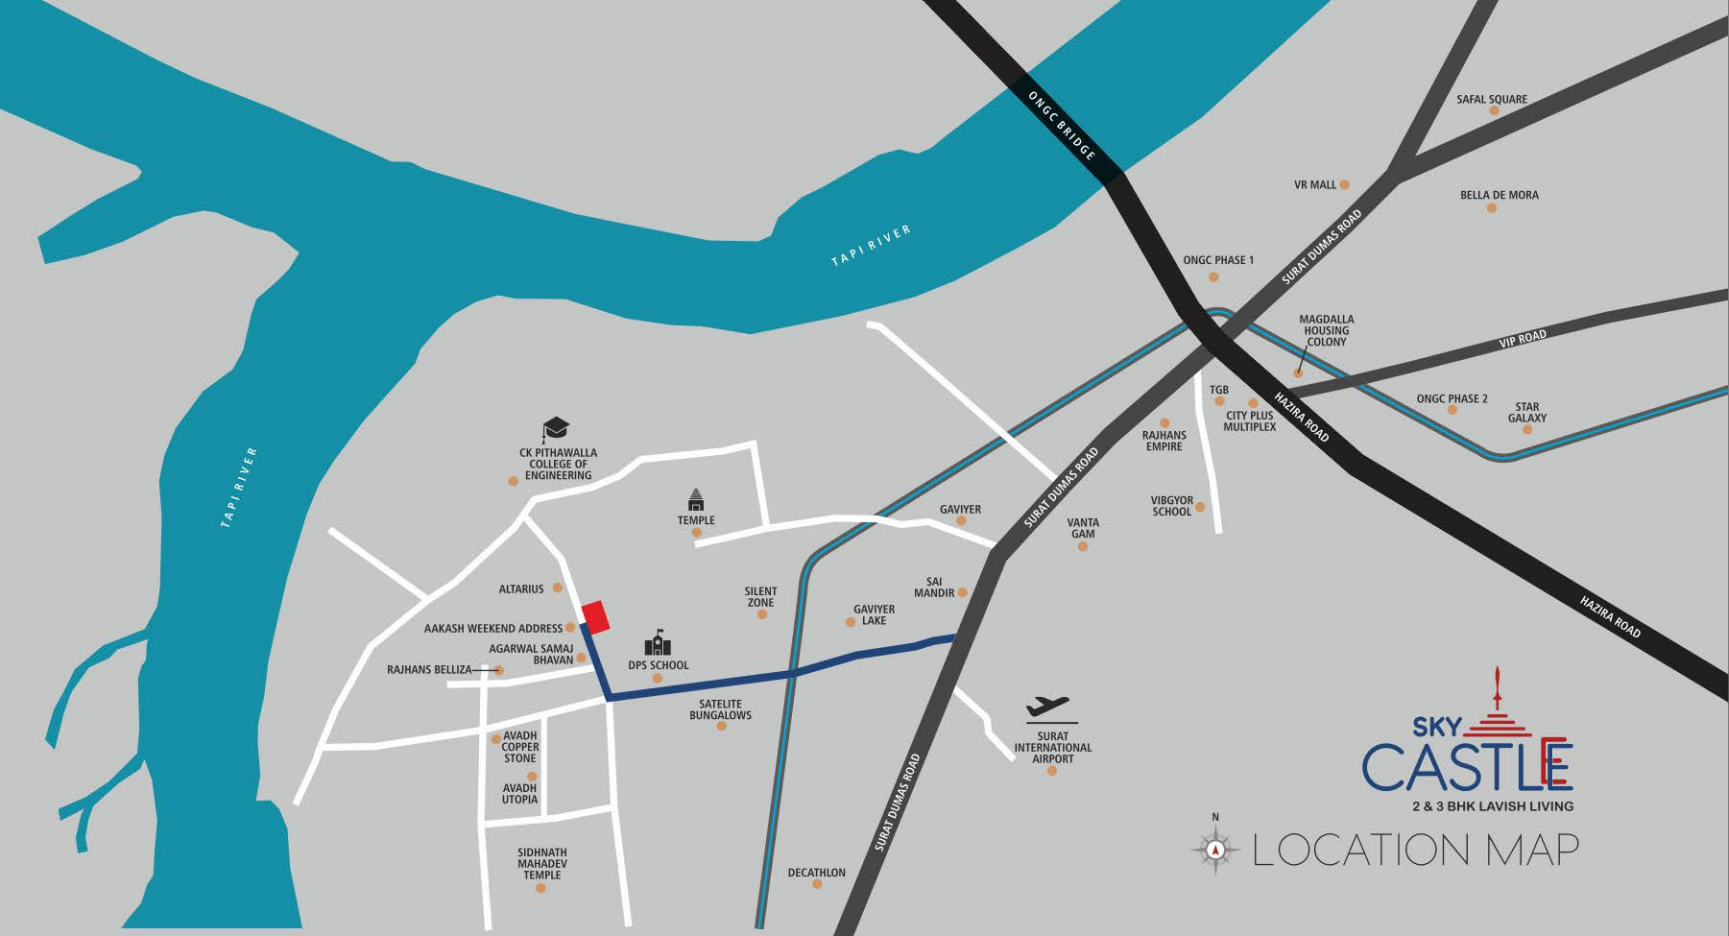 ONGC BRIDGE
SAFAL SQUARE
VR MALL
BELLA DE MORA
TAPI RIVER
SURAT DUMAS ROAD
ONGC PHASE 1
MAGDALLA
HOUSING
COLONY
VIP ROAD
TGB
CITY PLUS
MULTIPLEX
HAZIRA ROAD
ONGC PHASE 2
STAR
GALAXY
RAJHANS
EMPIRE
CK PITHAWALLA
COLLEGE OF
ENGINEERING
TAPI RIVER
SURAT DUMAS ROAD
VIBGYOR
SCHOOL
TEMPLE
GAVIYER
VANTA
GAM
ALTARIUS
SILENT
ZONE
SAI
MANDIR
GAVIYER
LAKE
HAZIRA ROAD
AAKASH WEEKEND ADDRESS
AGARWAL SAMAJ
BHAVAN
RAJHANS BELLIZA
DPS SCHOOL
SATELITE
BUNGALOWS
AVADH
COPPER
STONE
AVADH
UTOPIA
SURAT
INTERNATIONAL
AIRPORT
SURAT DUMAS ROAD
SIDHNATH
MAHADEV
TEMPLE
DECATHLON
SKY
CASTLE
2 & 3 BHK LAVISH LIVING
N
LOCATION MAP